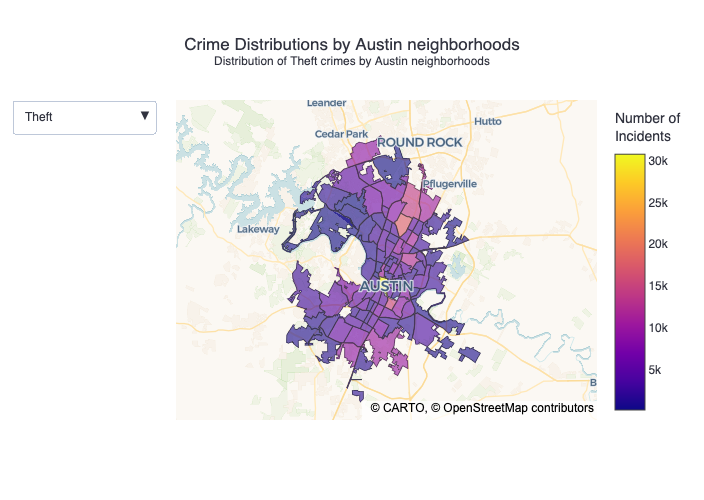 Crime Distributions by Austin neighborhoods
Distribution of Theft crimes by Austin neighborhoods
Theft ▼
Leander
Hutto
Cedar Park
ROUND ROCK
Pflugerville
Lakeway
AUSTIN
B
© CARTO, © OpenStreetMap contributors
Number of
Incidents
30k
25k
20k
15k
10k
5k